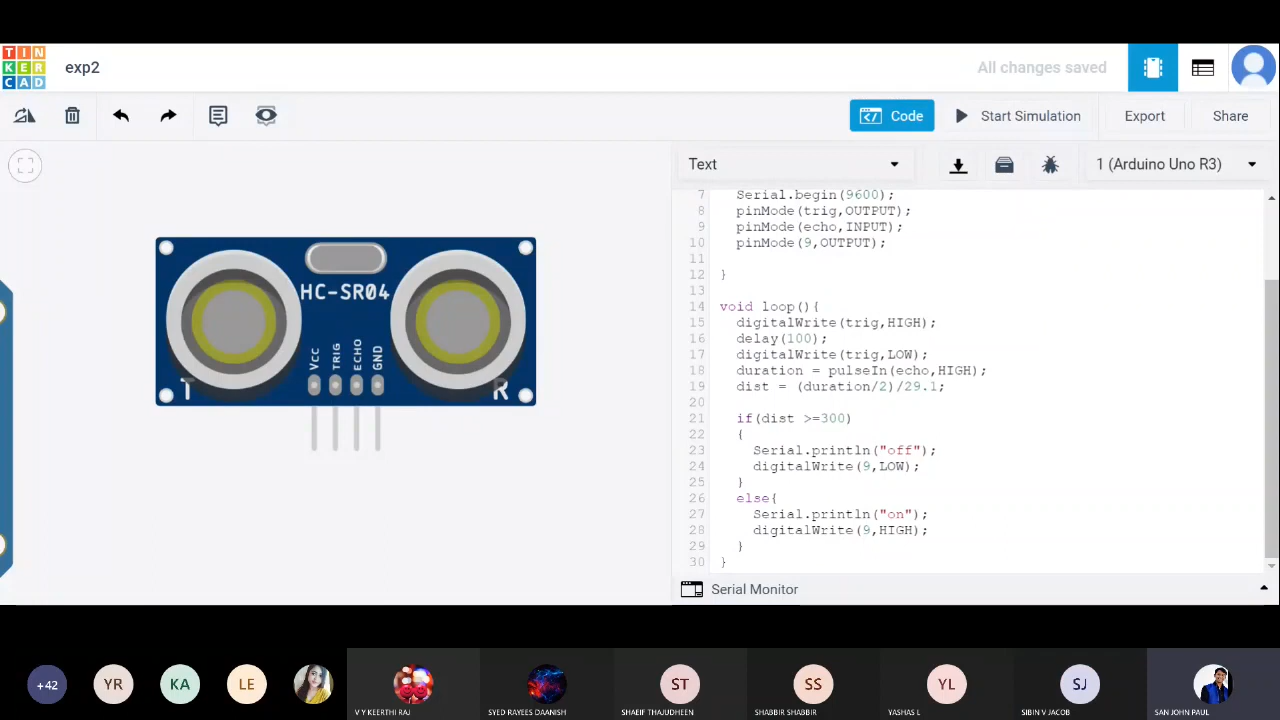 TIN
KER
CAD
exp2
All changes saved
Code
Start Simulation
Export
Share
Text
1 (Arduino Uno R3)
HC-SR04
Vcc
TRIG
ECHO
GND
T
R
7 Serial.begin(9600);
8 pinMode(trig,OUTPUT);
9 pinMode(echo,INPUT);
10 pinMode(9,OUTPUT);
11
12 }
13
14 void loop(){
15 digitalWrite(trig,HIGH);
16 delay(100);
17 digitalWrite(trig,LOW);
18 duration = pulseIn(echo,HIGH);
19 dist = (duration/2)/29.1;
20
21 if(dist >=300)
22 {
23 Serial.println("off");
24 digitalWrite(9,LOW);
25 }
26 else{
27 Serial.println("on");
28 digitalWrite(9,HIGH);
29 }
30 }
Serial Monitor
+42
YR
KA
LE
ST
SS
YL
SJ
V Y KEERTHI RAJ
SYED RAYEES DAANISH
SHAEIF THAJUDHEEN
SHABBIR SHABBIR
YASHAS L
SIBIN V JACOB
SAN JOHN PAUL